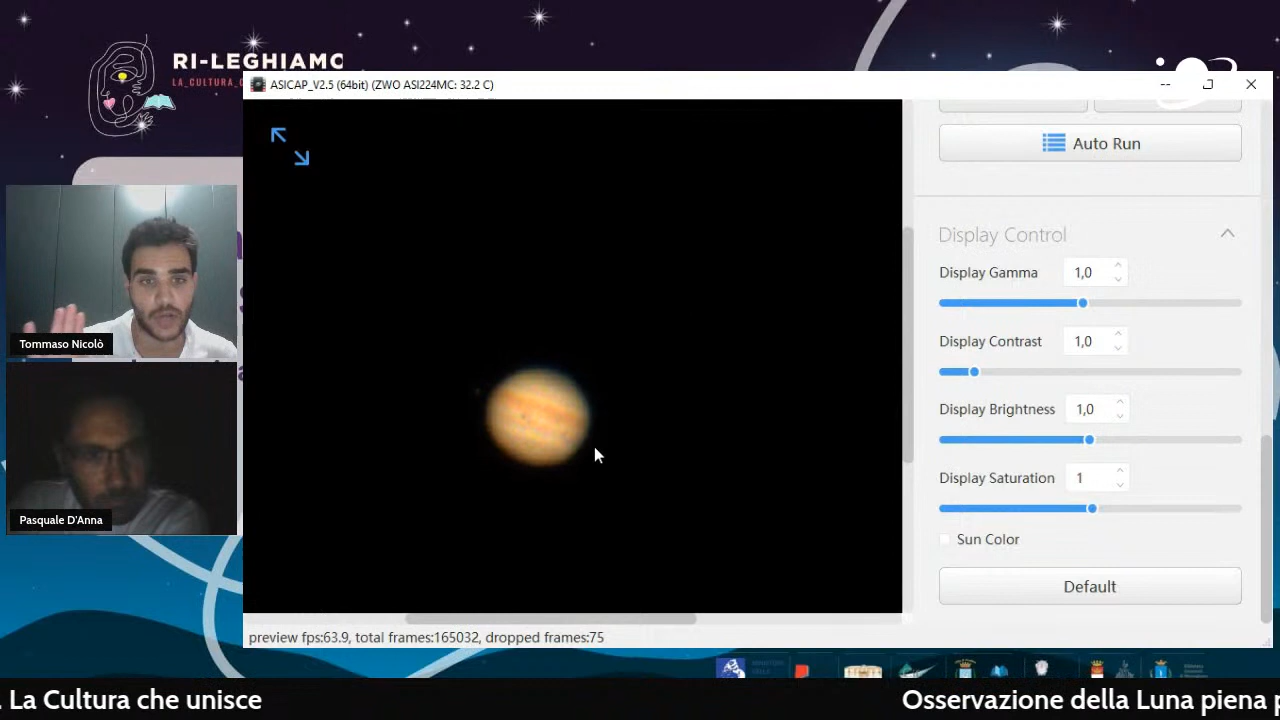 RI-LEGHIAMO
LA_CULTURA_
ASICAP_V2.5 (64bit) (ZWO ASI224MC: 32.2 C)
Auto Run
Display Control
Display Gamma 1,0
Display Contrast 1,0
Display Brightness 1,0
Display Saturation 1
Sun Color
Default
Tommaso Nicolò
Pasquale D'Anna
preview fps:63.9, total frames:165032, dropped frames:75
. La Cultura che unisce
Osservazione della Luna piena p